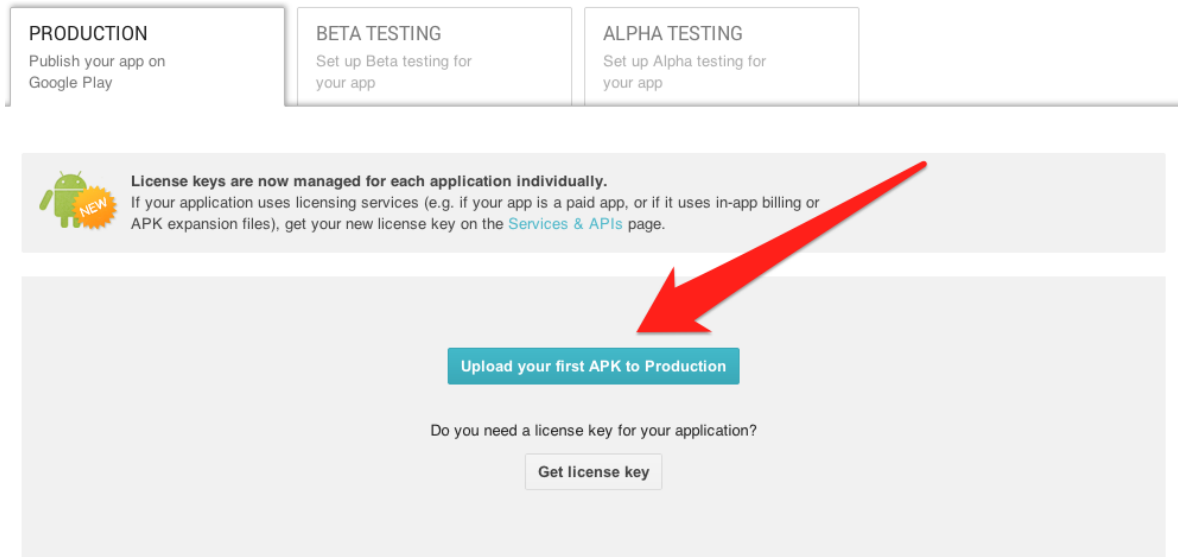 PRODUCTION
Publish your app on
Google Play
BETA TESTING
Set up Beta testing for
your app
ALPHA TESTING
Set up Alpha testing for
your app
NEW
License keys are now managed for each application individually.
If your application uses licensing services (e.g. if your app is a paid app, or if it uses in-app billing or
APK expansion files), get your new license key on the Services & APIs page.
Upload your first APK to Production
Do you need a license key for your application?
Get license key